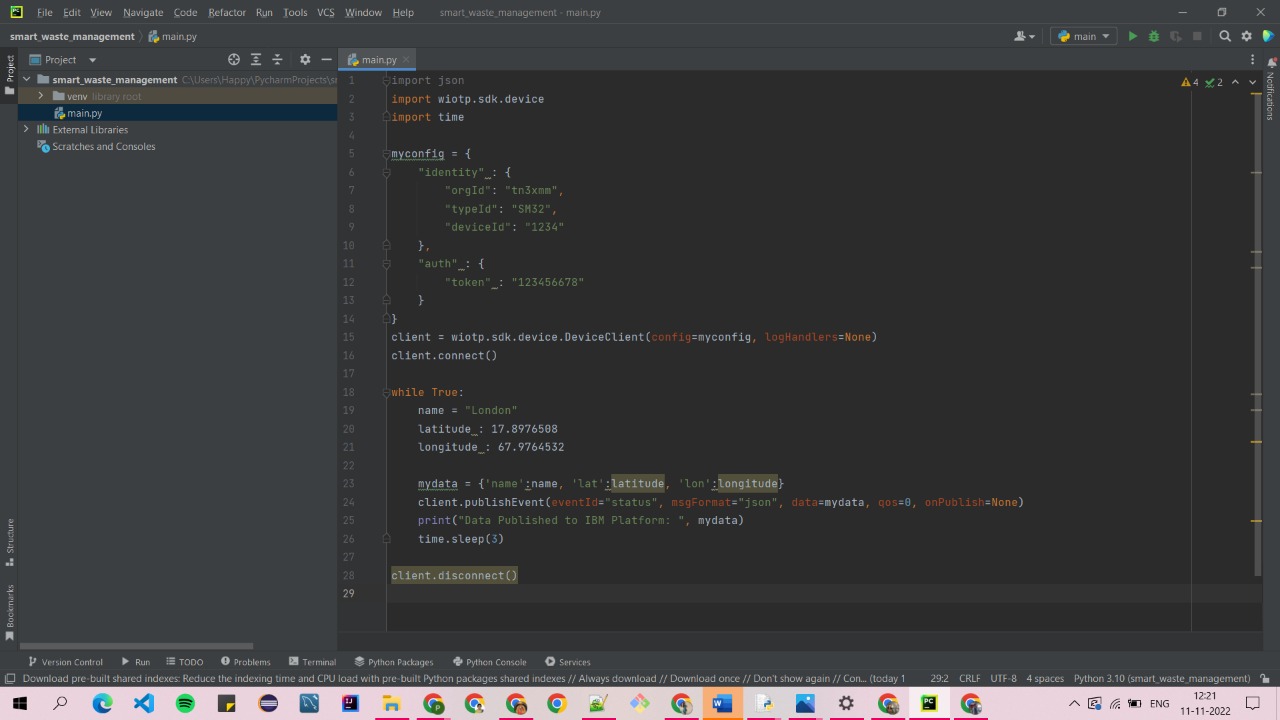 PC File Edit View Navigate Code Refactor Run Tools VCS Window Help smart_waste_management - main.py
smart_waste_management main.py main
Project main.py
Project
Notifications
Structure
Bookmarks
smart_waste_management C:\Users\Happy\PycharmProjects\sr
venv library root
main.py
External Libraries
Scratches and Consoles
4 2
1 import json
2 import wiotp.sdk.device
3 import time
4
5 myconfig = {
6 "identity" : {
7 "orgId": "tn3xmm",
8 "typeId": "SM32",
9 "deviceId": "1234"
10 },
11 "auth" : {
12 "token" : "123456678"
13 }
14 }
15 client = wiotp.sdk.device.DeviceClient(config=myconfig, logHandlers=None)
16 client.connect()
17
18 while True:
19 name = "London"
20 latitude : 17.8976508
21 longitude : 67.9764532
22
23 mydata = {'name':name, 'lat':latitude, 'lon':longitude}
24 client.publishEvent(eventId="status", msgFormat="json", data=mydata, qos=0, onPublish=None)
25 print("Data Published to IBM Platform: ", mydata)
26 time.sleep(3)
27
28 client.disconnect()
29
Version Control Run TODO Problems Terminal Python Packages Python Console Services
Download pre-built shared indexes: Reduce the indexing time and CPU load with pre-built Python packages shared indexes // Always download // Download once // Don't show again // Con... (today 1 29:2 CRLF UTF-8 4 spaces Python 3.10 (smart_waste_management)
ENG 12:21
11-11-2022